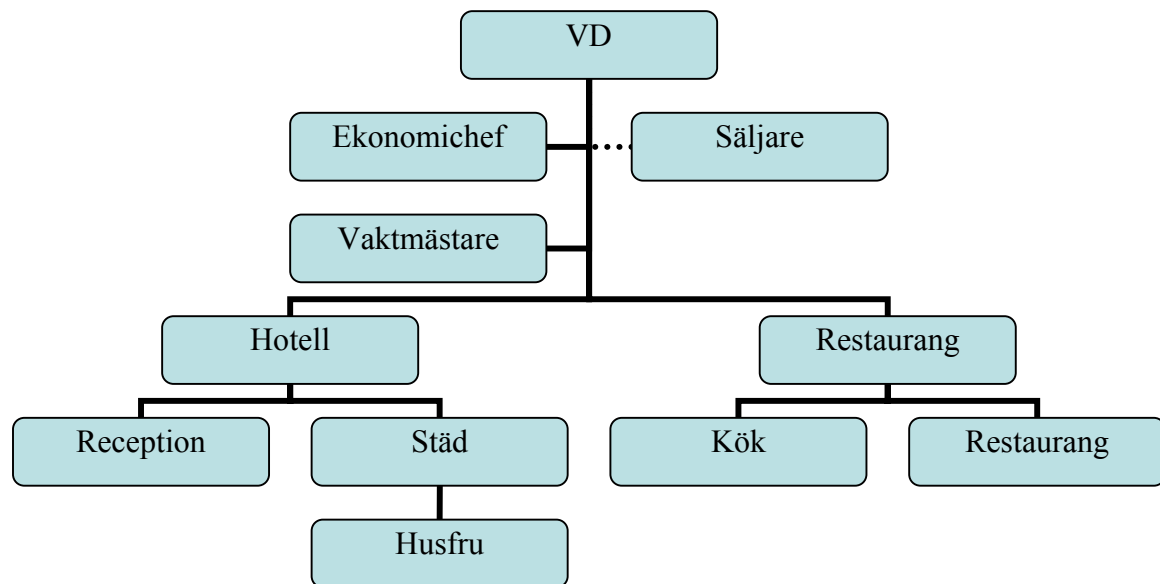 VD
Ekonomichef
Säljare
Vaktmästare
Hotell
Restaurang
Reception
Städ
Kök
Restaurang
Husfru